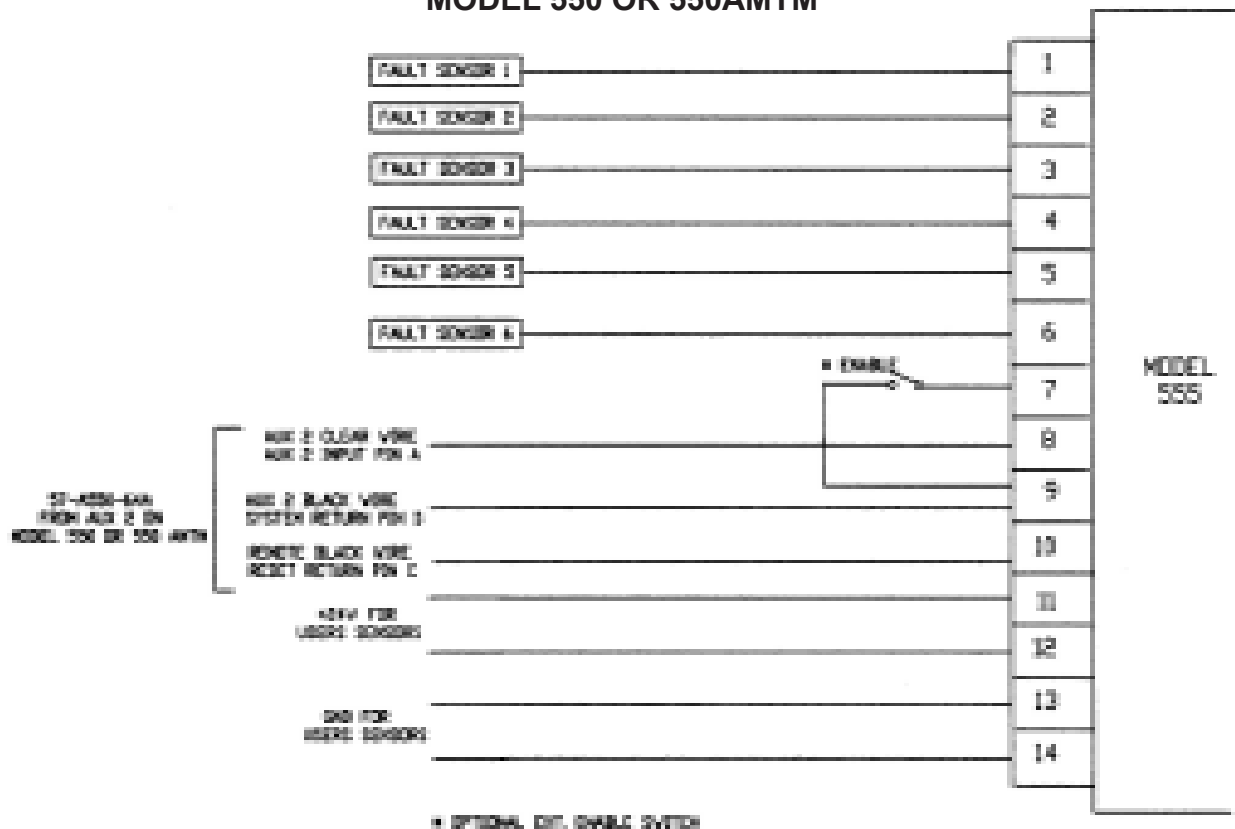 MODEL 550 OR 550AMTM
FAULT SENSOR 1
1
FAULT SENSOR 2
2
FAULT SENSOR 3
3
FAULT SENSOR 4
4
FAULT SENSOR 5
5
FAULT SENSOR 6
6
* ENABLE
7
MODEL
555
AUX 2 CLEAR WIRE
AUX 2 INPUT PIN A
8
FROM AUX 2 ON
MODEL 550 OR 550 AMTM
AUX 2 BLACK WIRE
SYSTEM RETURN PIN D
9
REMOTE BLACK WIRE
RESET RETURN PIN C
10
FOR
USERS SENSORS
11
12
GND FOR
USERS SENSORS
13
14
* OPTIONAL EXT. ENABLE SWITCH